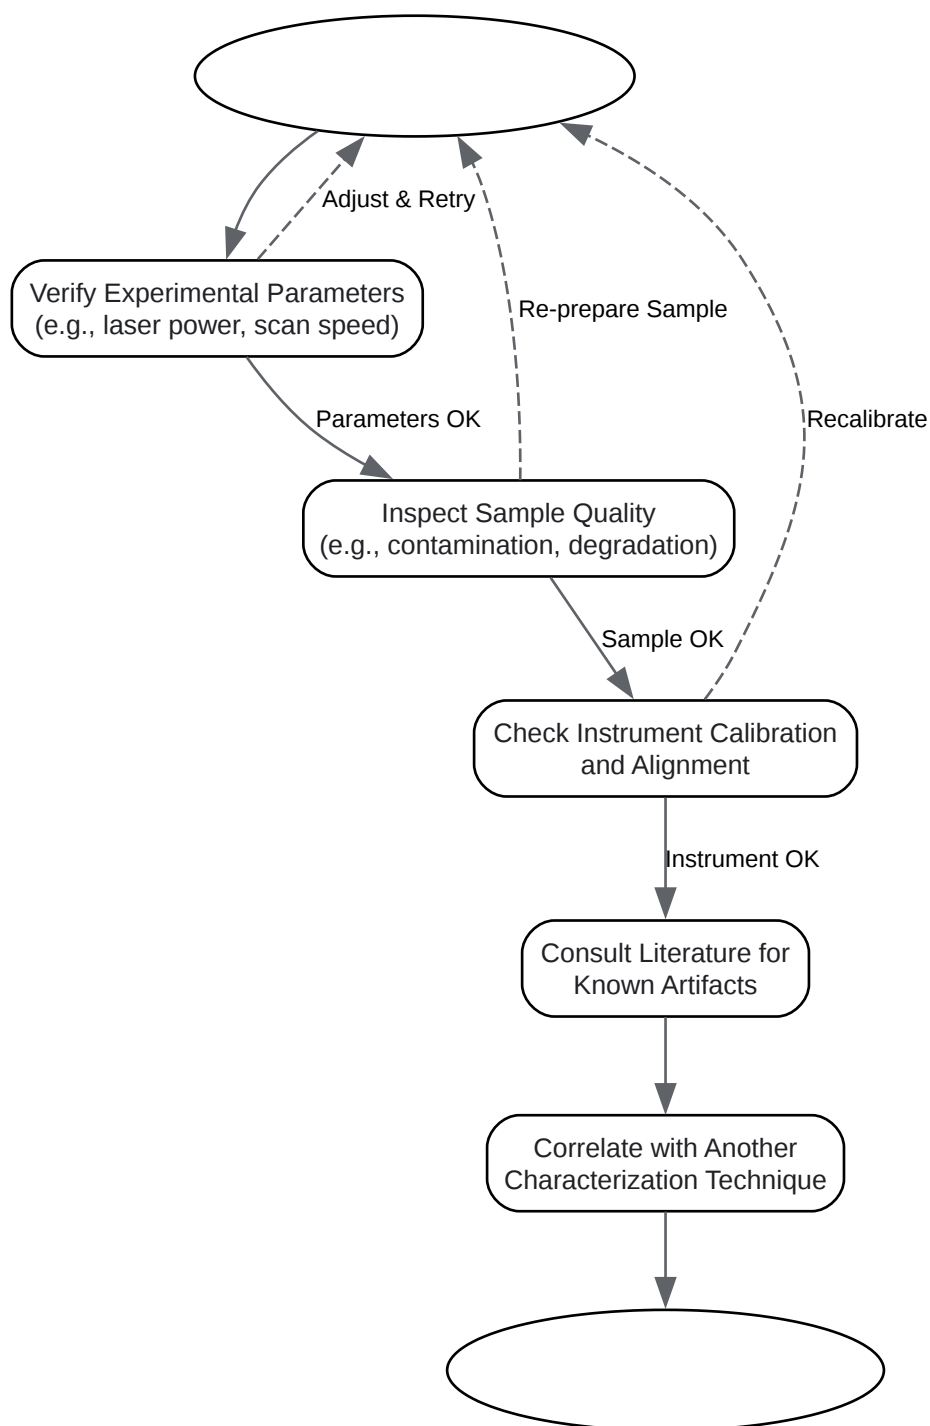 Adjust & Retry
Verify Experimental Parameters
(e.g., laser power, scan speed)
Re-prepare Sample
Parameters OK
Recalibrate
Inspect Sample Quality
(e.g., contamination, degradation)
Sample OK
Check Instrument Calibration
and Alignment
Instrument OK
Consult Literature for
Known Artifacts
Correlate with Another
Characterization Technique